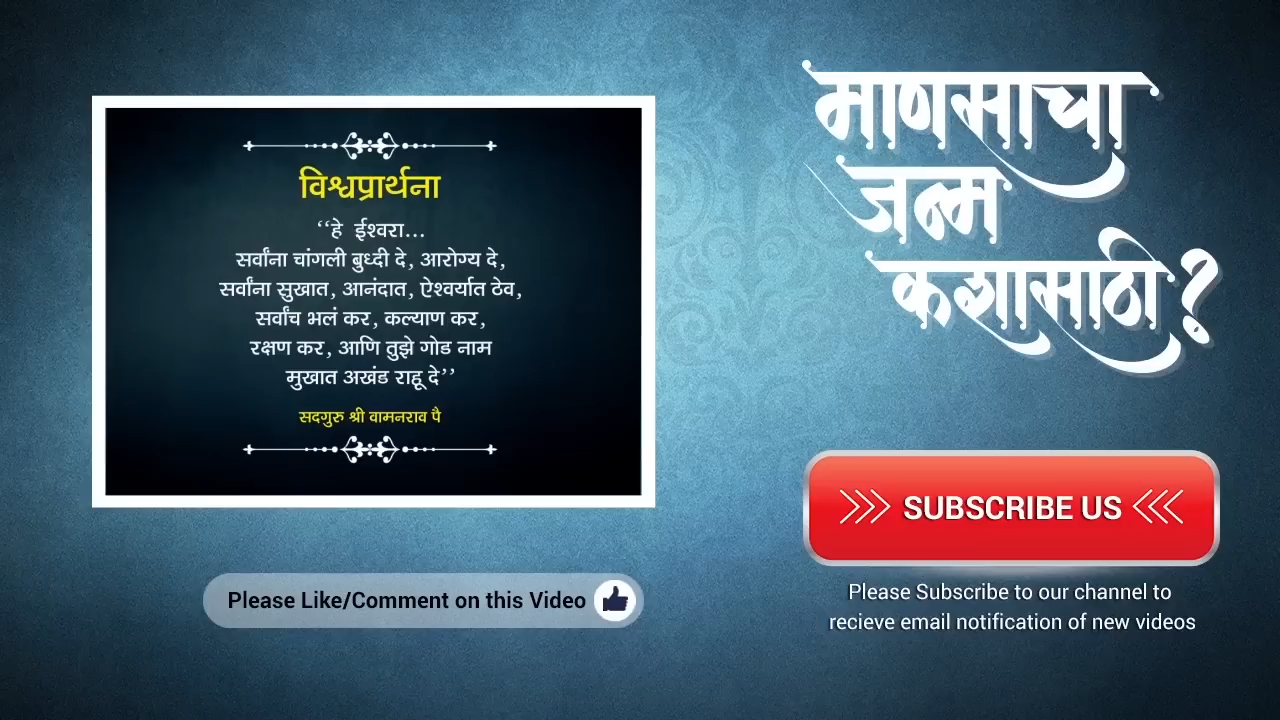 विश्वप्रार्थना
‘‘हे ईश्वरा...
सर्वांना चांगली बुध्दी दे, आरोग्य दे,
सर्वांना सुखात, आनंदात, ऐश्वर्यात ठेव,
सर्वांच भलं कर, कल्याण कर,
रक्षण कर, आणि तुझे गोड नाम
मुखात अखंड राहू दे’’
सदगुरु श्री वामनराव पै
Please Like/Comment on this Video
माणसाचा
जन्म
कशासाठी?
SUBSCRIBE US
Please Subscribe to our channel to
recieve email notification of new videos